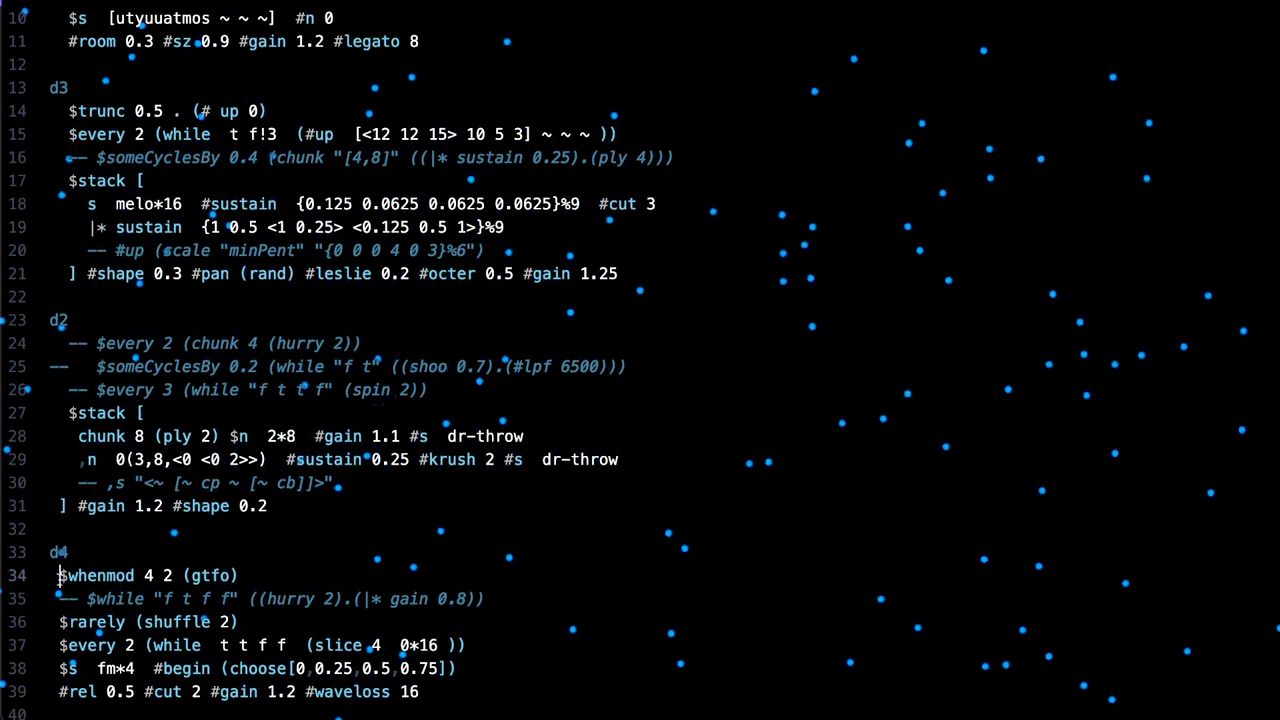 10 $s [utyuuatmos ~ ~ ~] #n 0
11 #room 0.3 #sz 0.9 #gain 1.2 #legato 8
12
13 d3
14 $trunc 0.5 . (# up 0)
15 $every 2 (while t f!3 (#up [<12 12 15> 10 5 3] ~ ~ ~ ))
16 -- $someCyclesBy 0.4 (chunk "[4,8]" ((|* sustain 0.25).(ply 4)))
17 $stack [
18 s melo*16 #sustain {0.125 0.0625 0.0625 0.0625}%9 #cut 3
19 |* sustain {1 0.5 <1 0.25> <0.125 0.5 1>}%9
20 -- #up (scale "minPent" "{0 0 0 4 0 3}%6")
21 ] #shape 0.3 #pan (rand) #leslie 0.2 #octer 0.5 #gain 1.25
22
23 d2
24 -- $every 2 (chunk 4 (hurry 2))
25 -- $someCyclesBy 0.2 (while "f t" ((shoo 0.7).(#lpf 6500)))
26 -- $every 3 (while "f t t f" (spin 2))
27 $stack [
28 chunk 8 (ply 2) $n 2*8 #gain 1.1 #s dr-throw
29 ,n 0(3,8,<0 <0 2>>) #sustain 0.25 #krush 2 #s dr-throw
30 -- ,s "<~ [~ cp ~ [~ cb]]>"
31 ] #gain 1.2 #shape 0.2
32
33 d4
34 $whenmod 4 2 (gtfo)
35 -- $while "f t f f" ((hurry 2).(|* gain 0.8))
36 $rarely (shuffle 2)
37 $every 2 (while t t f f (slice 4 0*16 ))
38 $s fm*4 #begin (choose[0,0.25,0.5,0.75])
39 #rel 0.5 #cut 2 #gain 1.2 #waveloss 16
40